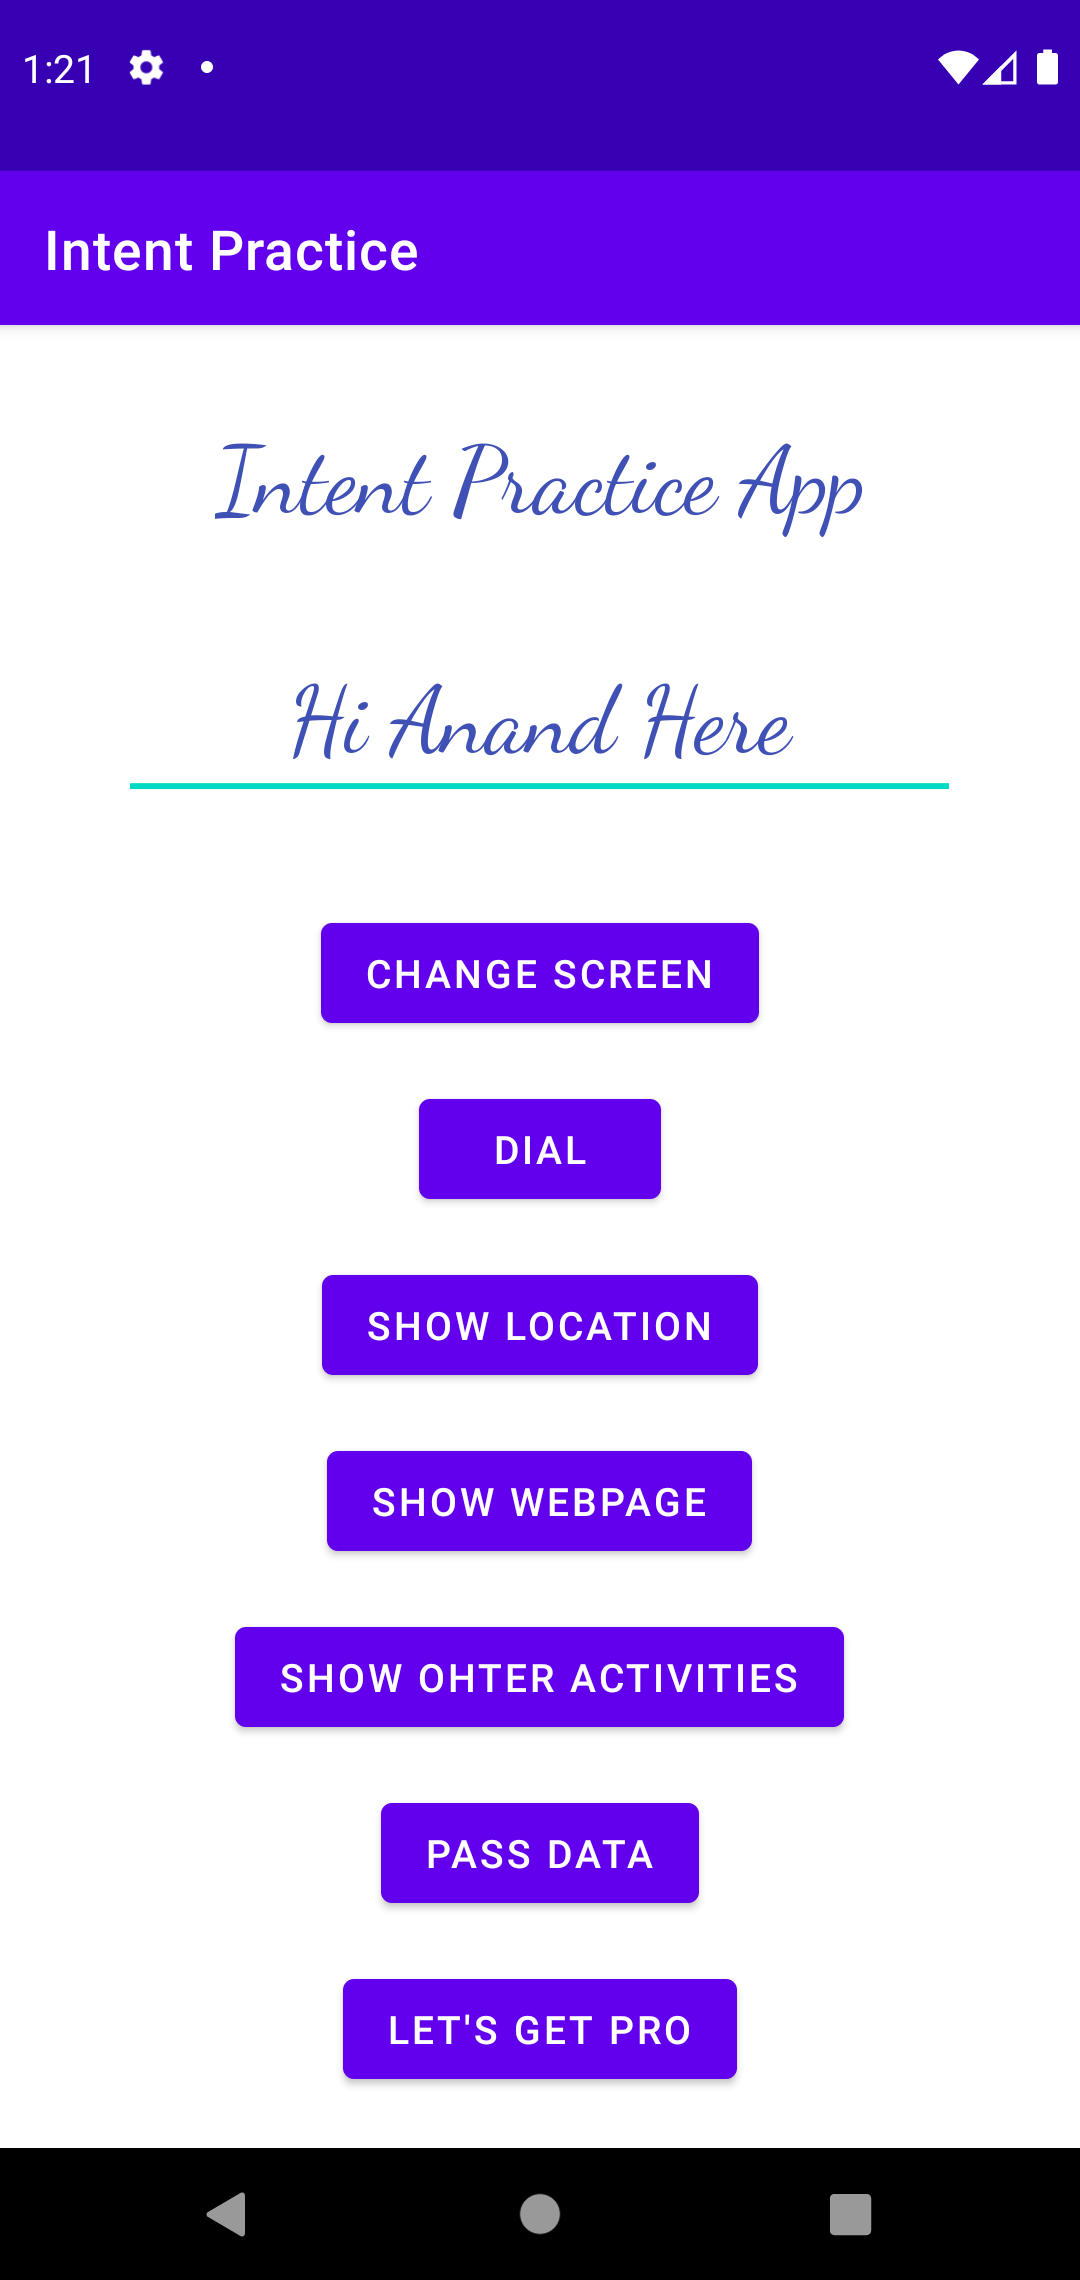 1:21
Intent Practice
Intent Practice App
Hi Anand Here
CHANGE SCREEN
DIAL
SHOW LOCATION
SHOW WEBPAGE
SHOW OHTER ACTIVITIES
PASS DATA
LET'S GET PRO